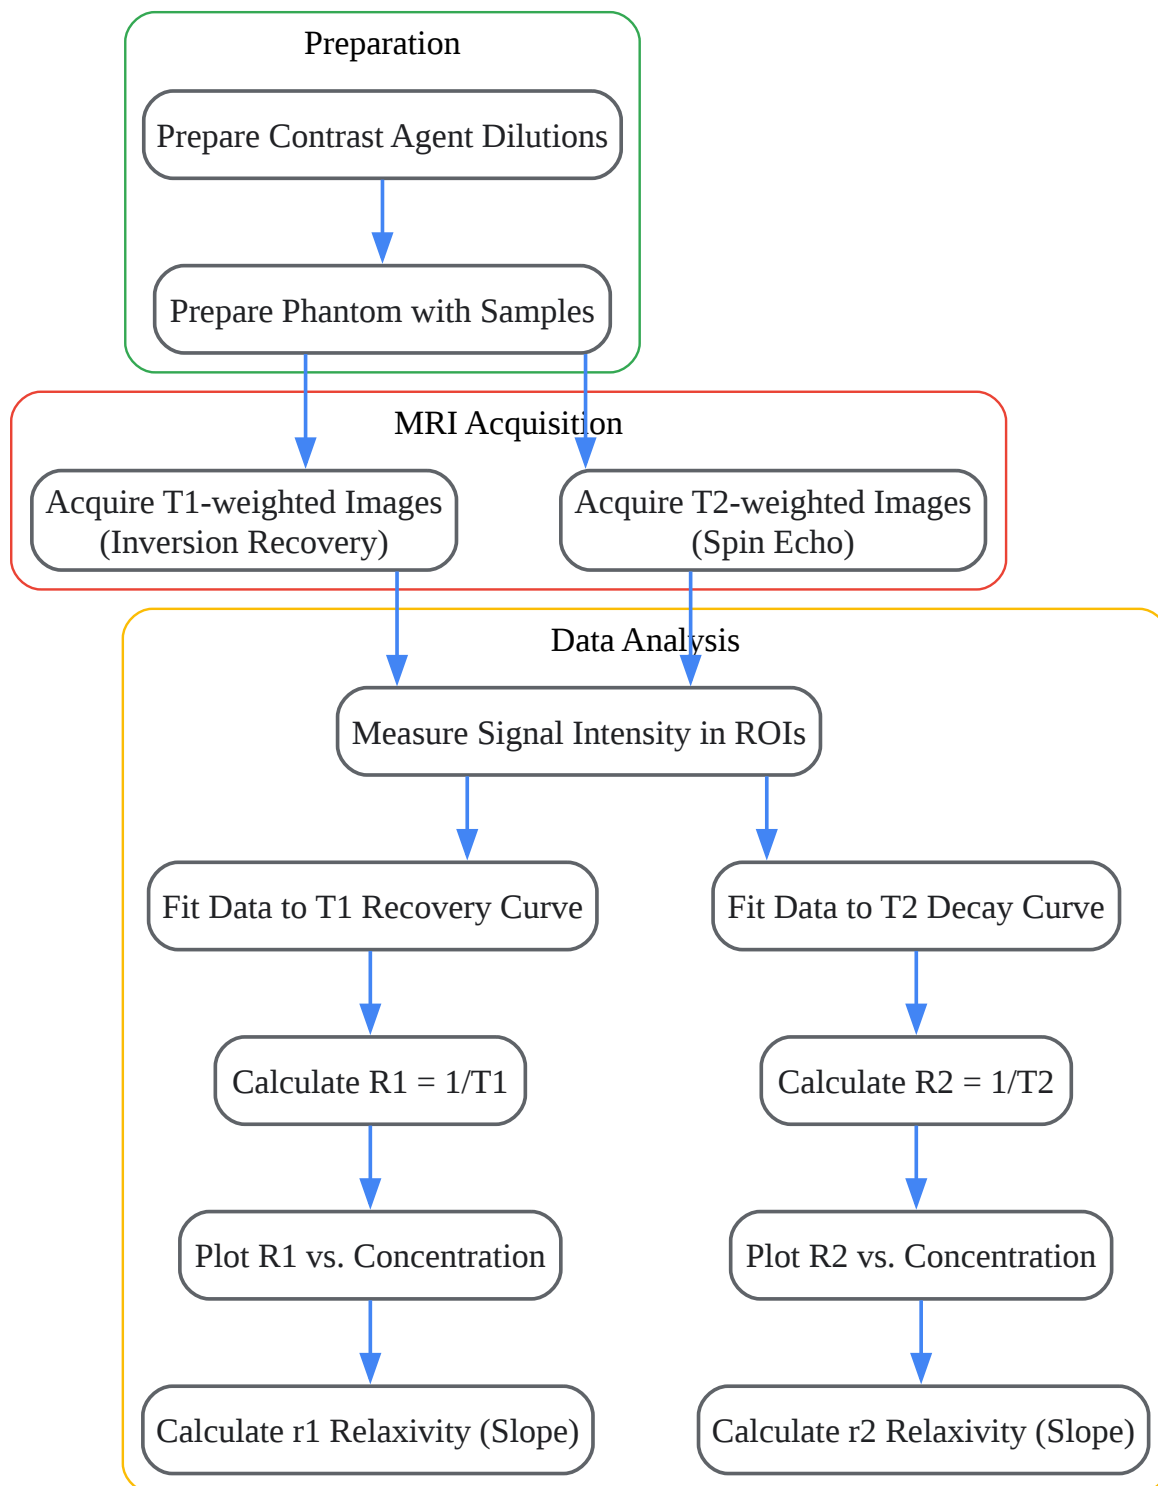 Preparation
Prepare Contrast Agent Dilutions
Prepare Phantom with Samples
MRI Acquisition
Acquire T1-weighted Images
(Inversion Recovery)
Acquire T2-weighted Images
(Spin Echo)
Data Analysis
Measure Signal Intensity in ROIs
Fit Data to T1 Recovery Curve
Fit Data to T2 Decay Curve
Calculate R1 = 1/T1
Calculate R2 = 1/T2
Plot R1 vs. Concentration
Plot R2 vs. Concentration
Calculate r1 Relaxivity (Slope)
Calculate r2 Relaxivity (Slope)